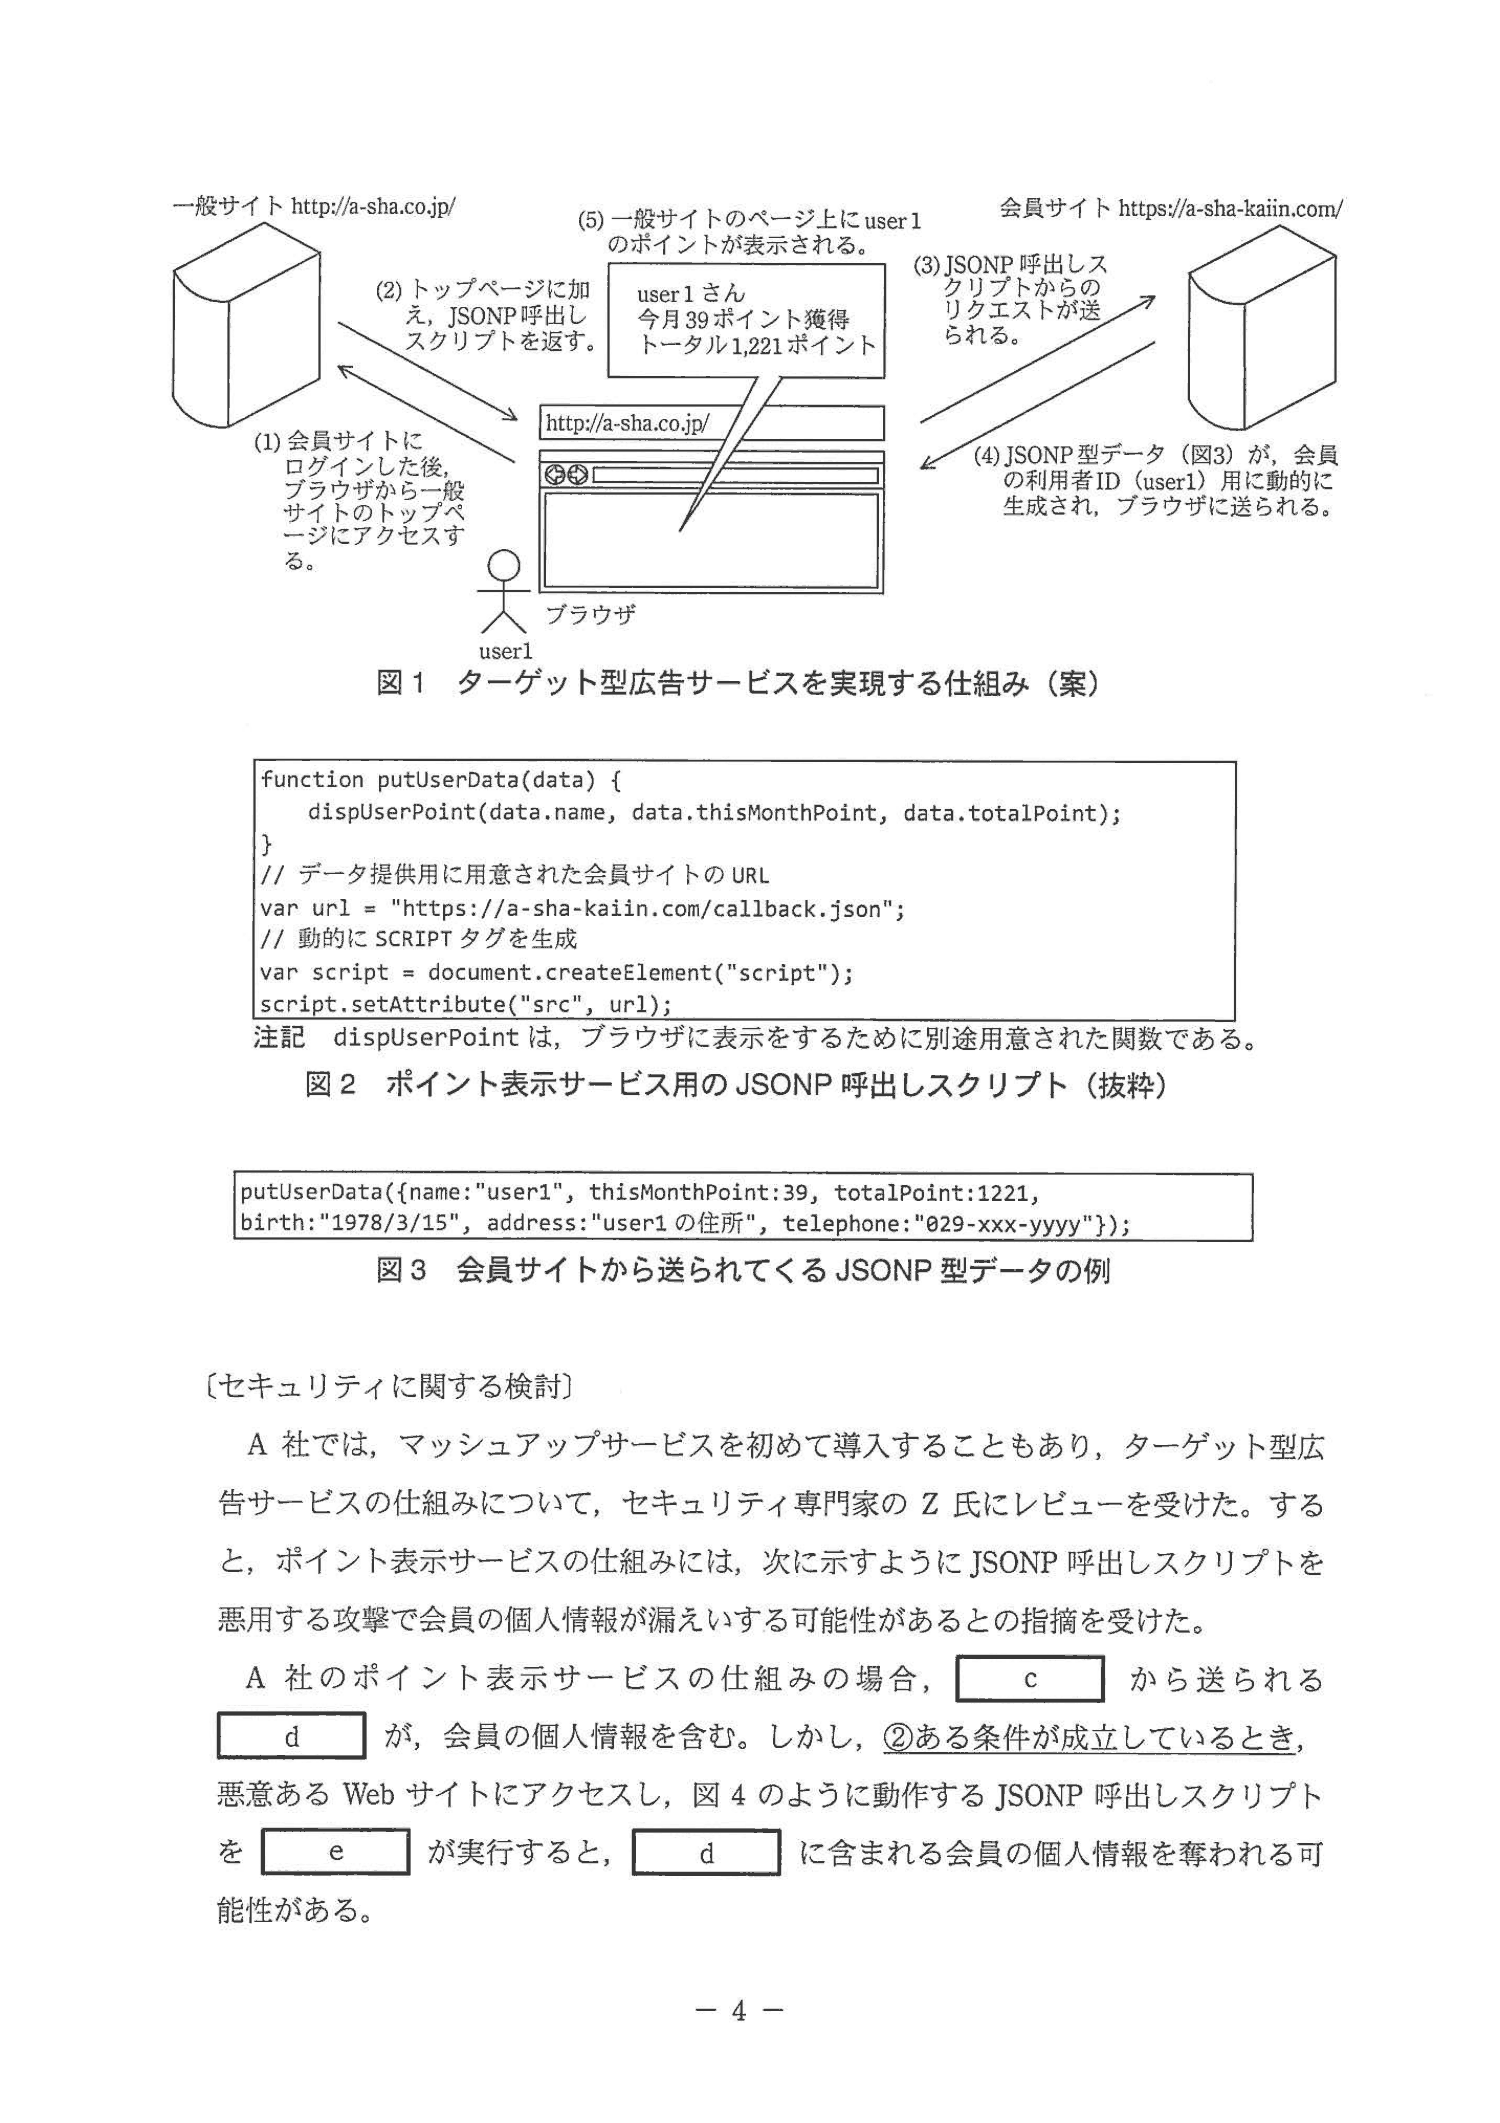 一般サイト http://a-sha.co.jp/
会員サイト https://a-sha-kaiin.com/
(5) 一般サイトのページ上に user1
のポイントが表示される。
user1 さん
今月39ポイント獲得
トータル1,221ポイント
(2) トップページに加
え，JSONP呼出し
スクリプトを返す。
(3) JSONP 呼出しス
クリプトからの
リクエストが送
られる。
http://a-sha.co.jp/
(1) 会員サイトに
ログインした後，
ブラウザから一般
サイトのトップペ
ージにアクセスす
る。
(4) JSONP 型データ（図3）が，会員
の利用者ID（user1）用に動的に
生成され，ブラウザに送られる。
ブラウザ
user1
図1　ターゲット型広告サービスを実現する仕組み（案）
function putUserData(data) {
dispUserPoint(data.name, data.thisMonthPoint, data.totalPoint);
}
// データ提供用に用意された会員サイトの URL
var url = "https://a-sha-kaiin.com/callback.json";
// 動的に SCRIPT タグを生成
var script = document.createElement("script");
script.setAttribute("src", url);
注記　dispUserPoint は，ブラウザに表示をするために別途用意された関数である。
図2　ポイント表示サービス用の JSONP 呼出しスクリプト（抜粋）
putUserData({name:"user1", thisMonthPoint:39, totalPoint:1221,
birth:"1978/3/15", address:"user1 の住所", telephone:"029-xxx-yyyy"});
図3　会員サイトから送られてくる JSONP 型データの例
〔セキュリティに関する検討〕
A 社では，マッシュアップサービスを初めて導入することもあり，ターゲット型広
告サービスの仕組みについて，セキュリティ専門家の Z 氏にレビューを受けた。する
と，ポイント表示サービスの仕組みには，次に示すように JSONP 呼出しスクリプトを
悪用する攻撃で会員の個人情報が漏えいする可能性があるとの指摘を受けた。
A 社のポイント表示サービスの仕組みの場合， c から送られる
d が，会員の個人情報を含む。しかし，②ある条件が成立しているとき，
悪意ある Web サイトにアクセスし，図 4 のように動作する JSONP 呼出しスクリプト
を e が実行すると， d に含まれる会員の個人情報を奪われる可
能性がある。
－ 4 －